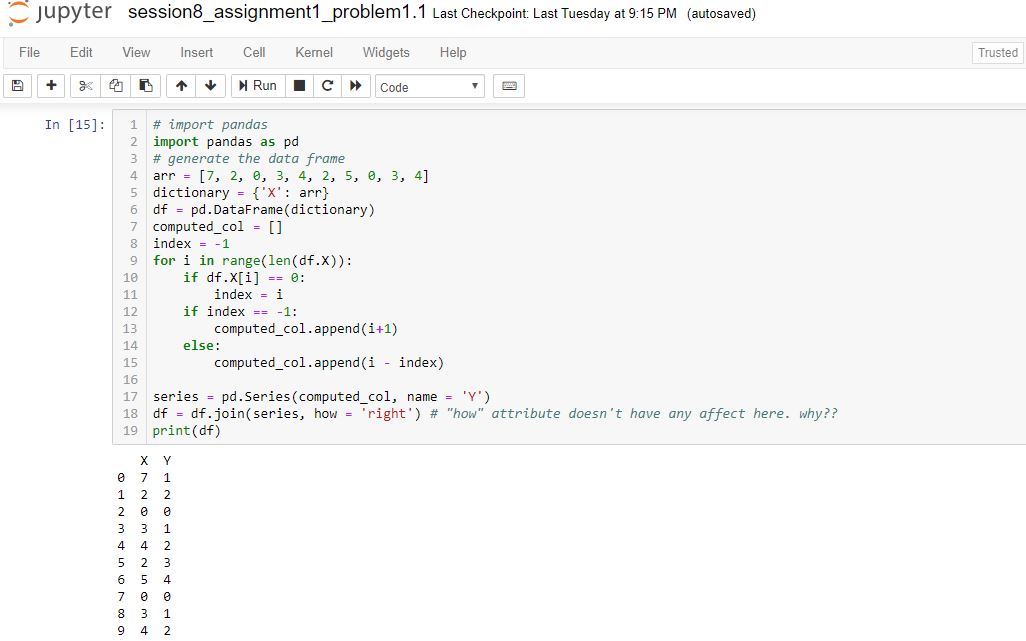 jupyter session8_assignment1_problem1.1 Last Checkpoint: Last Tuesday at 9:15 PM (autosaved)
File Edit View Insert Cell Kernel Widgets Help Trusted
Run Code
In [15]:
1 # import pandas
2 import pandas as pd
3 # generate the data frame
4 arr = [7, 2, 0, 3, 4, 2, 5, 0, 3, 4]
5 dictionary = {'X': arr}
6 df = pd.DataFrame(dictionary)
7 computed_col = []
8 index = -1
9 for i in range(len(df.X)):
10     if df.X[i] == 0:
11         index = i
12     if index == -1:
13         computed_col.append(i+1)
14     else:
15         computed_col.append(i - index)
16
17 series = pd.Series(computed_col, name = 'Y')
18 df = df.join(series, how = 'right') # "how" attribute doesn't have any affect here. why??
19 print(df)
   X  Y
0  7  1
1  2  2
2  0  0
3  3  1
4  4  2
5  2  3
6  5  4
7  0  0
8  3  1
9  4  2